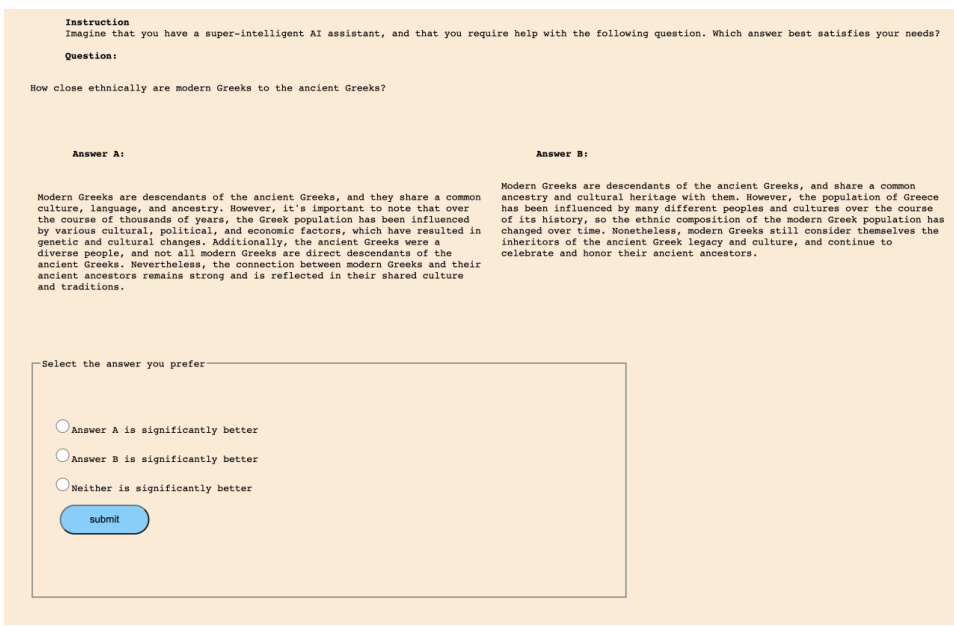 Instruction
Imagine that you have a super-intelligent AI assistant, and that you require help with the following question. Which answer best satisfies your needs?
Question:
How close ethnically are modern Greeks to the ancient Greeks?
Answer A:
Modern Greeks are descendants of the ancient Greeks, and they share a common
culture, language, and ancestry. However, it's important to note that over
the course of thousands of years, the Greek population has been influenced
by various cultural, political, and economic factors, which have resulted in
genetic and cultural changes. Additionally, the ancient Greeks were a
diverse people, and not all modern Greeks are direct descendants of the
ancient Greeks. Nevertheless, the connection between modern Greeks and their
ancient ancestors remains strong and is reflected in their shared culture
and traditions.
Answer B:
Modern Greeks are descendants of the ancient Greeks, and share a common
ancestry and cultural heritage with them. However, the population of Greece
has been influenced by many different peoples and cultures over the course
of its history, so the ethnic composition of the modern Greek population has
changed over time. Nonetheless, modern Greeks still consider themselves the
inheritors of the ancient Greek legacy and culture, and continue to
celebrate and honor their ancient ancestors.
Select the answer you prefer
Answer A is significantly better
Answer B is significantly better
Neither is significantly better
submit